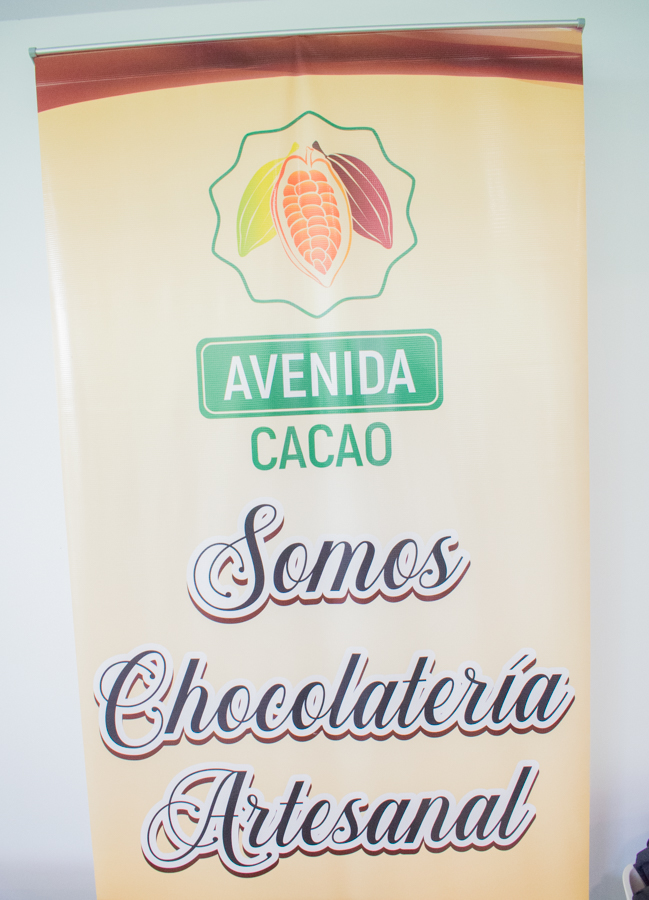 AVENIDA
CACAO
Somos
Chocolatería
Artesanal